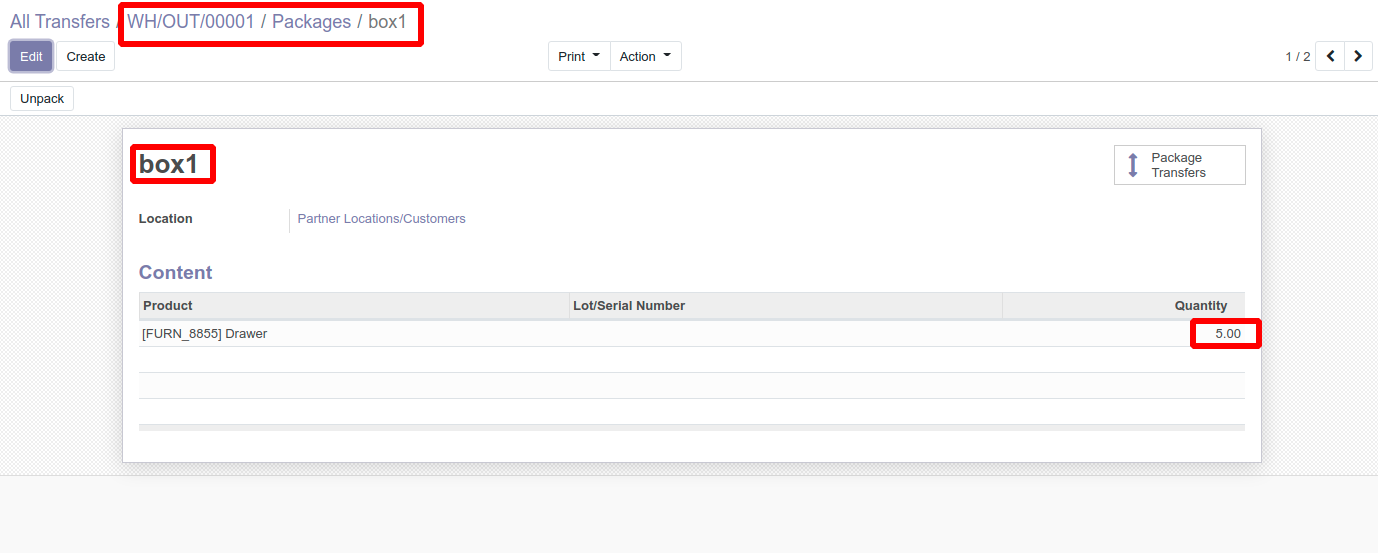 All Transfers / WH/OUT/00001 / Packages / box1
Edit Create Print Action 1 / 2
Unpack
box1
Package
Transfers
Location Partner Locations/Customers
Content
Product Lot/Serial Number Quantity
[FURN_8855] Drawer 5.00